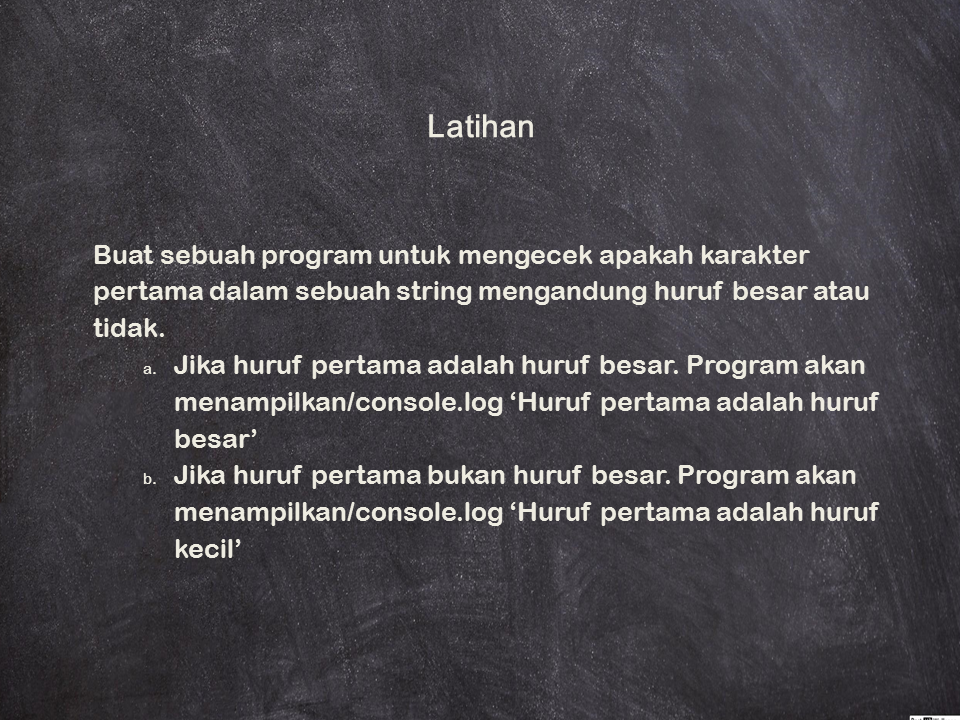 Latihan
Buat sebuah program untuk mengecek apakah karakter
pertama dalam sebuah string mengandung huruf besar atau
tidak.
a. Jika huruf pertama adalah huruf besar. Program akan
menampilkan/console.log ‘Huruf pertama adalah huruf
besar’
b. Jika huruf pertama bukan huruf besar. Program akan
menampilkan/console.log ‘Huruf pertama adalah huruf
kecil’